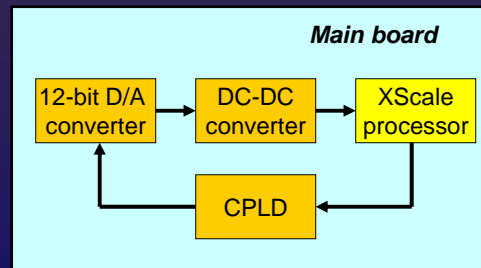 Main board
12-bit D/A
converter
DC-DC
converter
XScale
processor
CPLD